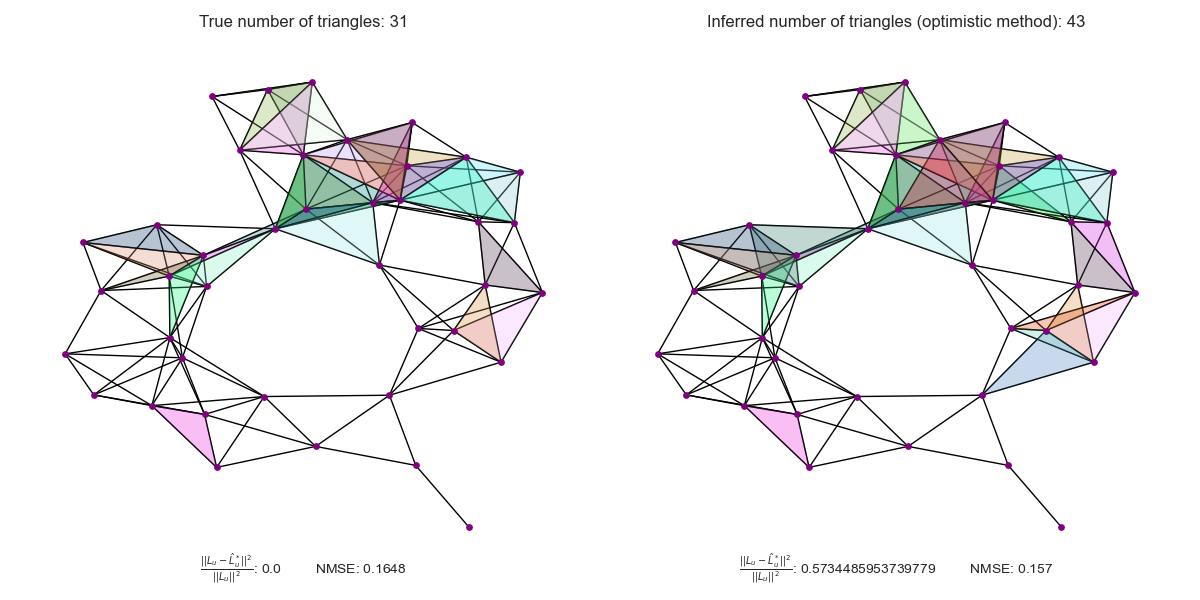 True number of triangles: 31
Inferred number of triangles (optimistic method): 43
$\frac{||L_u - \hat{L}_u^*||^2}{||L_u||^2}$: 0.0 NMSE: 0.1648
$\frac{||L_u - \hat{L}_u^*||^2}{||L_u||^2}$: 0.5734485953739779 NMSE: 0.157